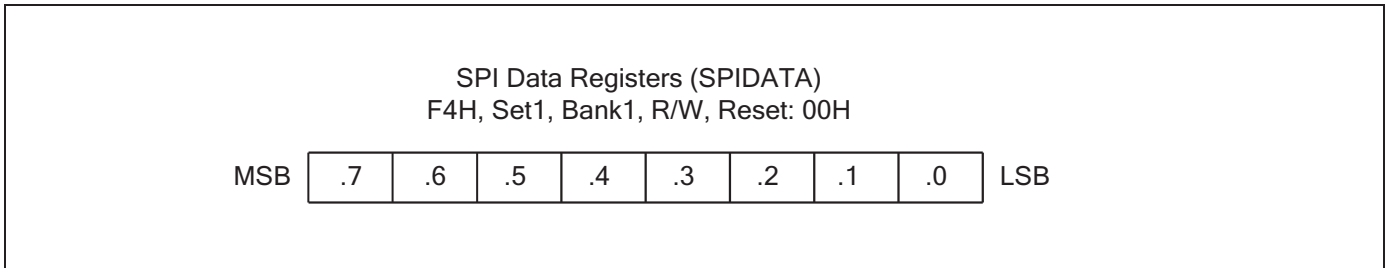 SPI Data Registers (SPIDATA)
F4H, Set1, Bank1, R/W, Reset: 00H
MSB .7 .6 .5 .4 .3 .2 .1 .0 LSB